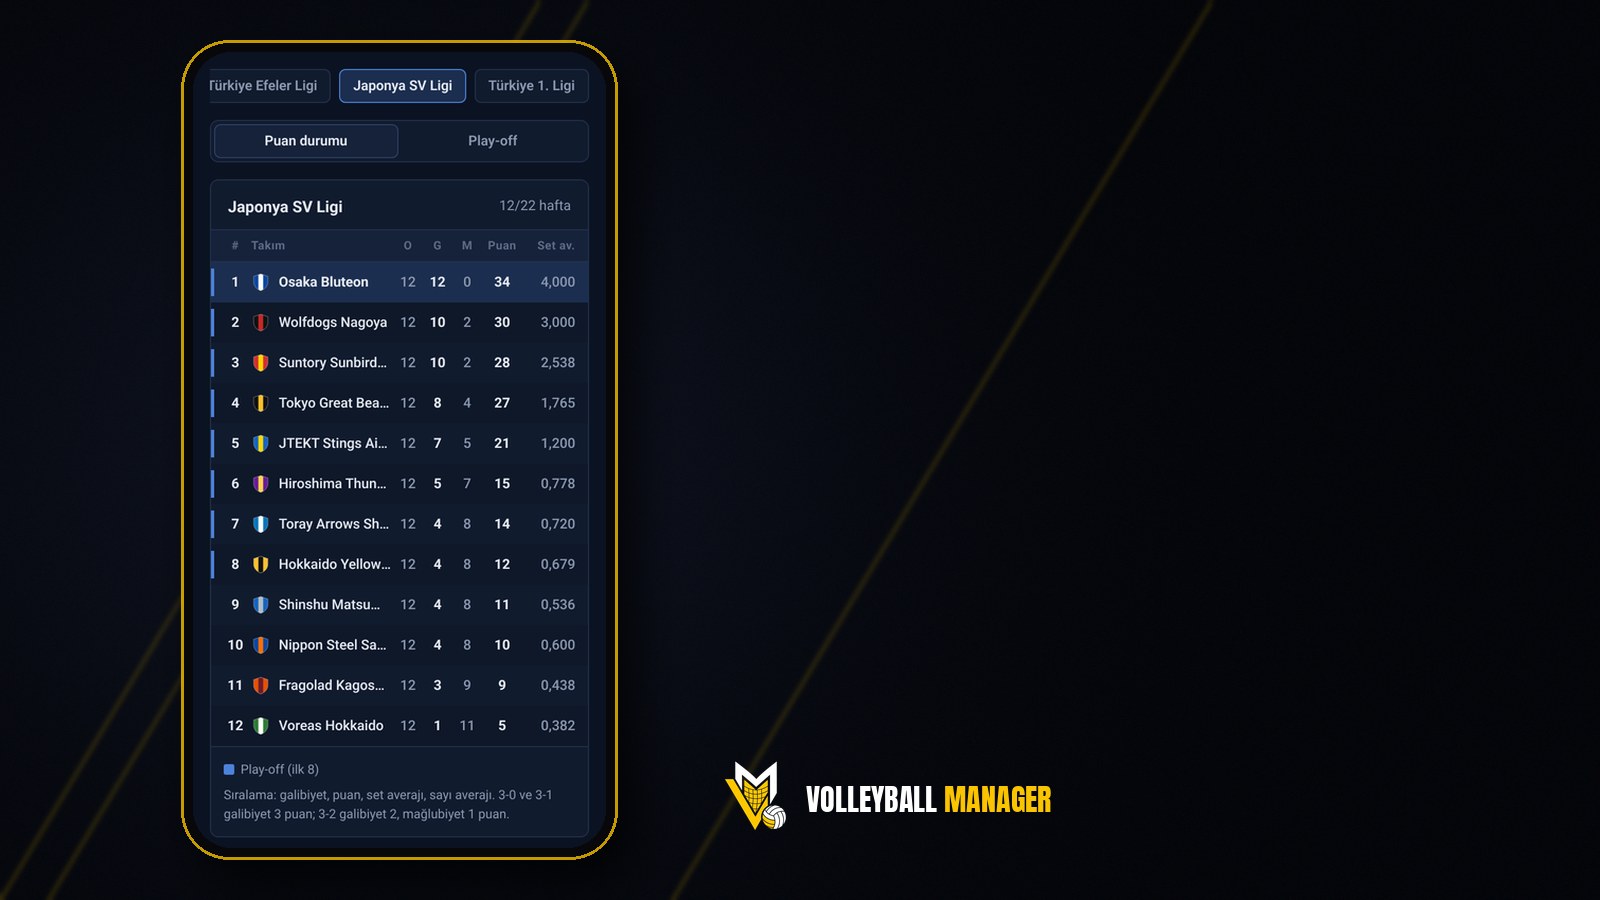 Türkiye Efeler Ligi Japonya SV Ligi Türkiye 1. Ligi
Puan durumu Play-off
Japonya SV Ligi 12/22 hafta
# Takım O G M Puan Set av.
1 Osaka Bluteon 12 12 0 34 4,000
2 Wolfdogs Nagoya 12 10 2 30 3,000
3 Suntory Sunbird... 12 10 2 28 2,538
4 Tokyo Great Bea... 12 8 4 27 1,765
5 JTEKT Stings Ai... 12 7 5 21 1,200
6 Hiroshima Thun... 12 5 7 15 0,778
7 Toray Arrows Sh... 12 4 8 14 0,720
8 Hokkaido Yellow... 12 4 8 12 0,679
9 Shinshu Matsu... 12 4 8 11 0,536
10 Nippon Steel Sa... 12 4 8 10 0,600
11 Fragolad Kagos... 12 3 9 9 0,438
12 Voreas Hokkaido 12 1 11 5 0,382
Play-off (ilk 8)
Sıralama: galibiyet, puan, set averajı, sayı averajı. 3-0 ve 3-1
galibiyet 3 puan; 3-2 galibiyet 2, mağlubiyet 1 puan.
VOLLEYBALL MANAGER